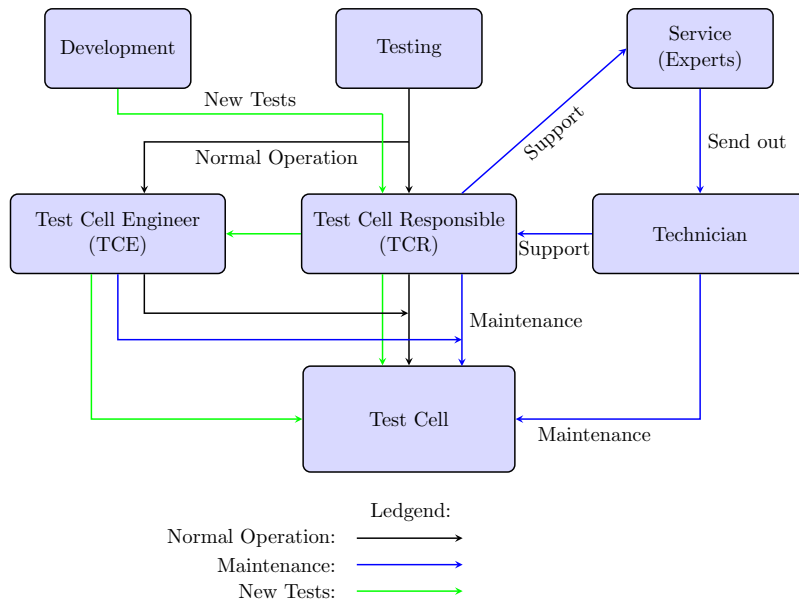 Development
Testing
Service
(Experts)
New Tests
Support
Send out
Normal Operation
Test Cell Engineer
(TCE)
Test Cell Responsible
(TCR)
Support
Technician
Maintenance
Test Cell
Maintenance
Ledgend:
Normal Operation:
Maintenance:
New Tests: